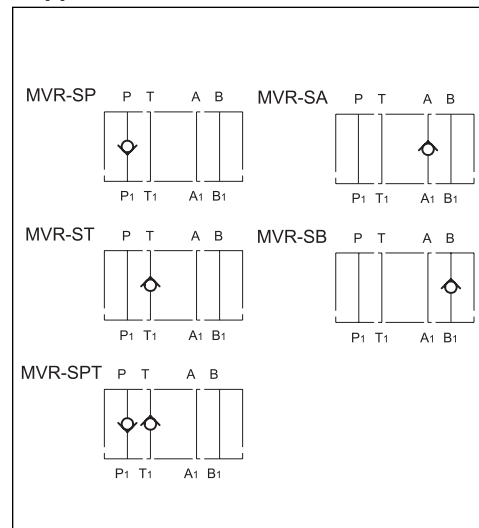 MVR-SP P T A B
P1 T1 A1 B1
MVR-SA P T A B
P1 T1 A1 B1
MVR-ST P T A B
P1 T1 A1 B1
MVR-SB P T A B
P1 T1 A1 B1
MVR-SPT P T A B
P1 T1 A1 B1